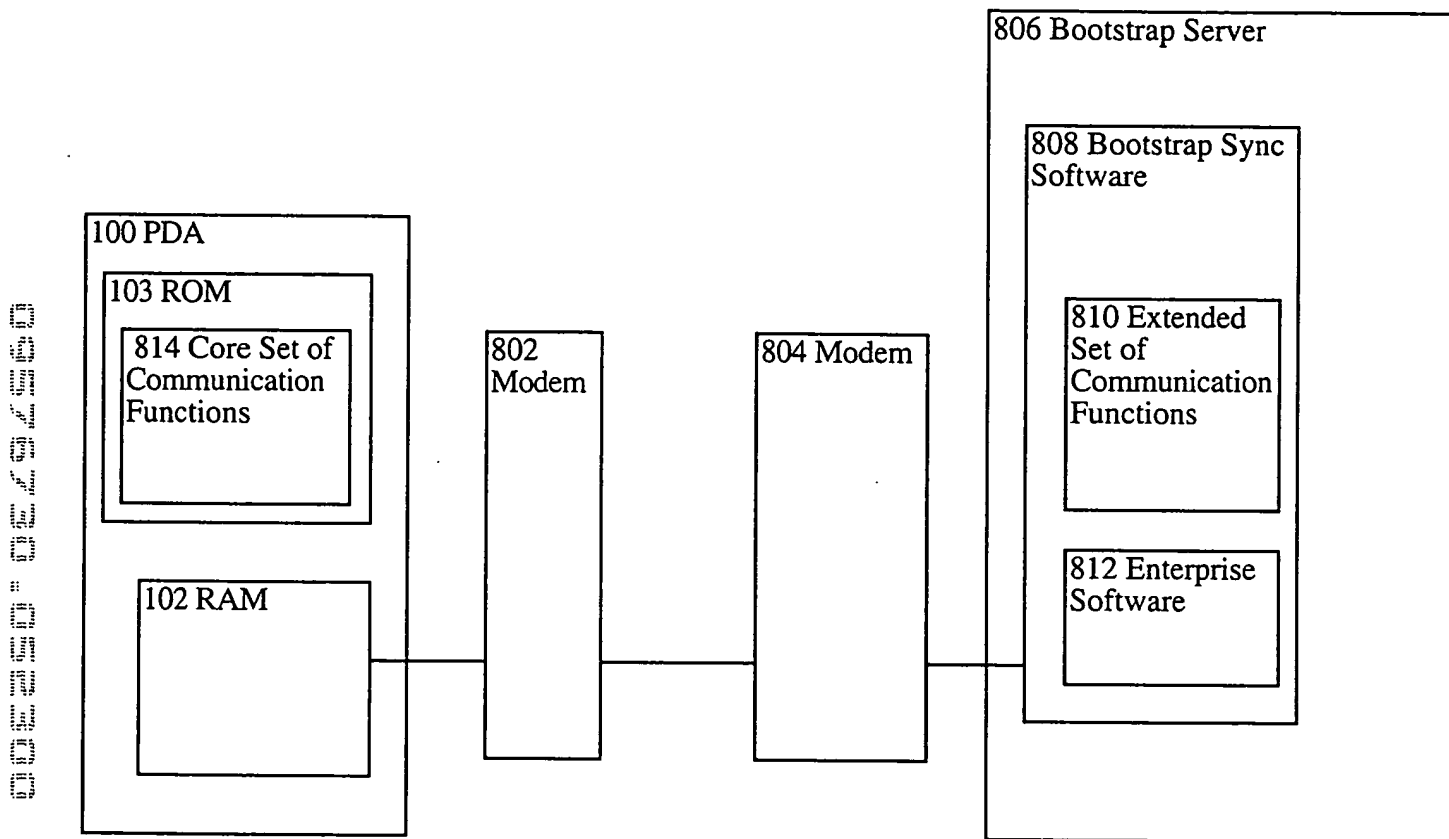 806 Bootstrap Server
808 Bootstrap Sync
Software
100 PDA
103 ROM
814 Core Set of
Communication
Functions
802
Modem
804 Modem
810 Extended
Set of
Communication
Functions
102 RAM
812 Enterprise
Software